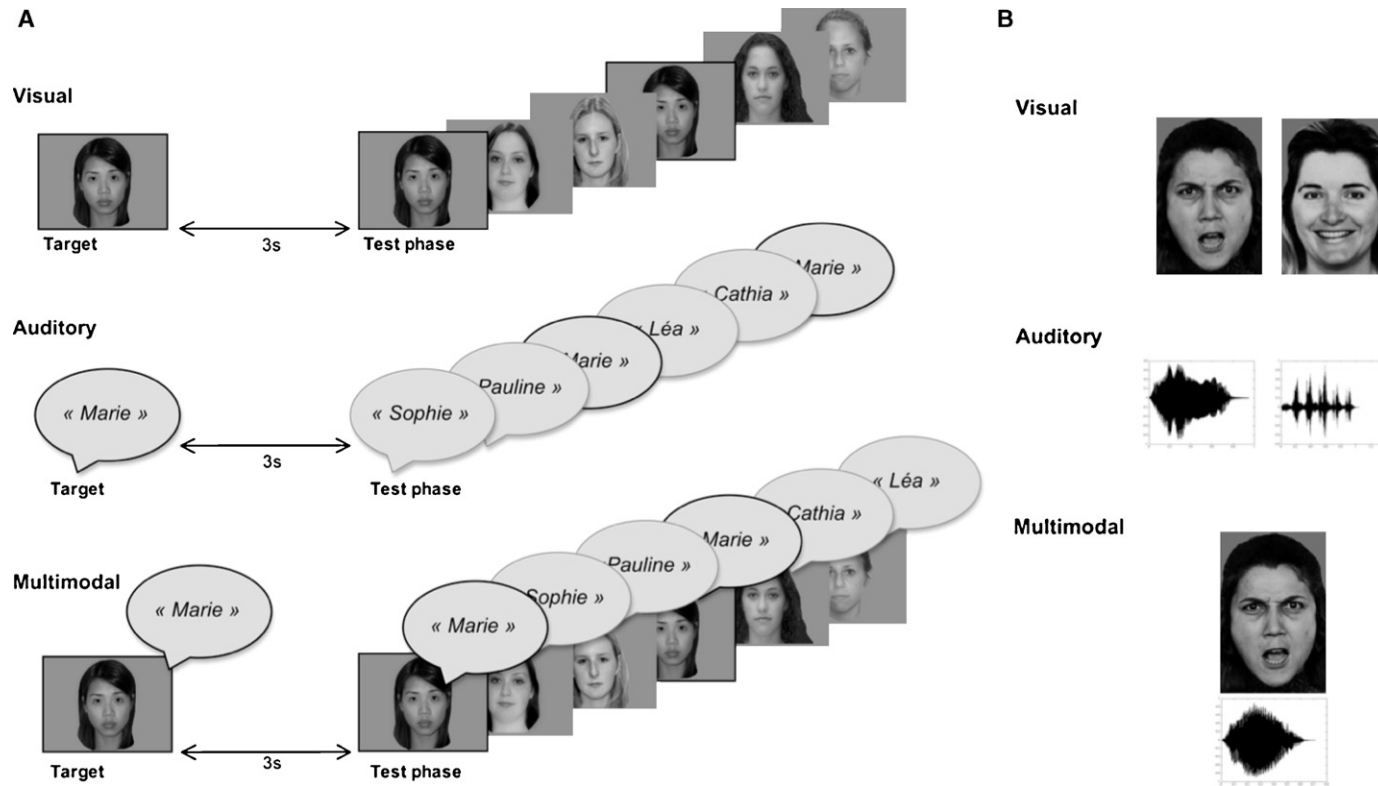 A
Visual
Target
3s
Test phase
Auditory
« Marie »
Target
3s
« Sophie »
Pauline »
Marie »
« Léa »
Cathia »
Marie »
Test phase
Multimodal
« Marie »
Target
3s
« Marie »
Sophie »
Pauline »
Marie »
Cathia »
« Léa »
Test phase
B
Visual
Auditory
Multimodal